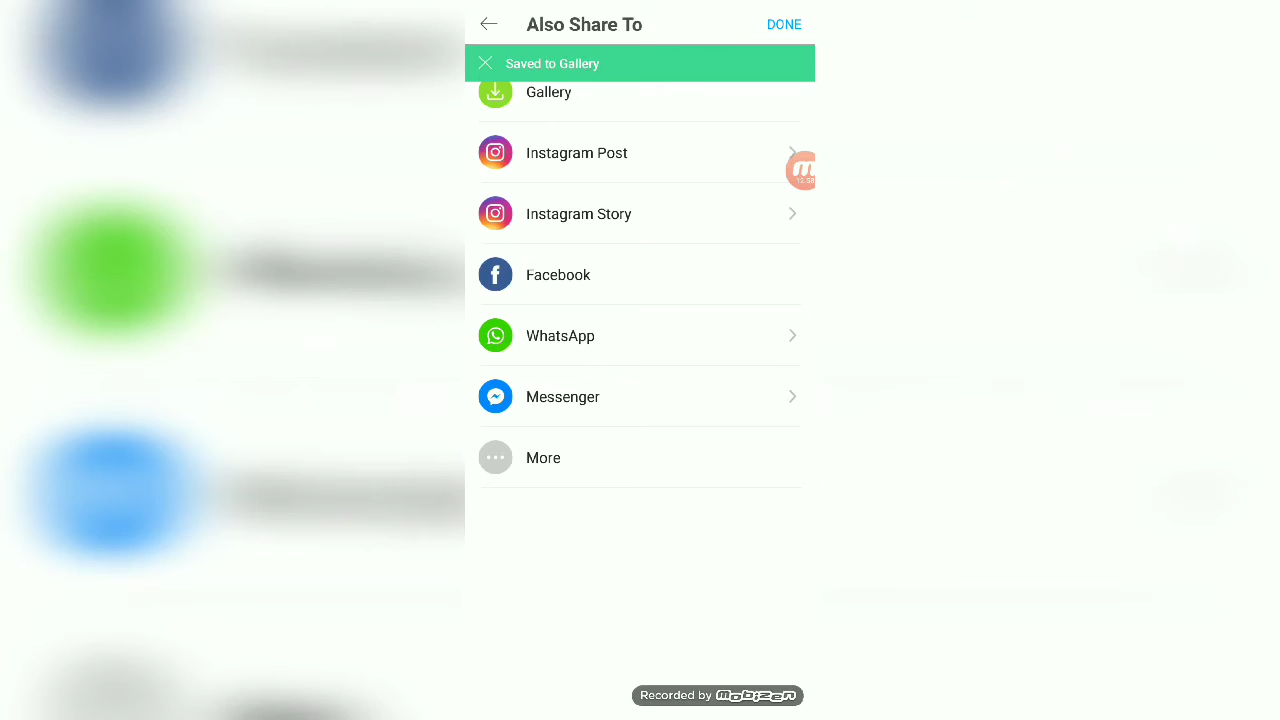 Also Share To
DONE
Saved to Gallery
Gallery
Instagram Post
Instagram Story
Facebook
WhatsApp
Messenger
More
Recorded by mobizen